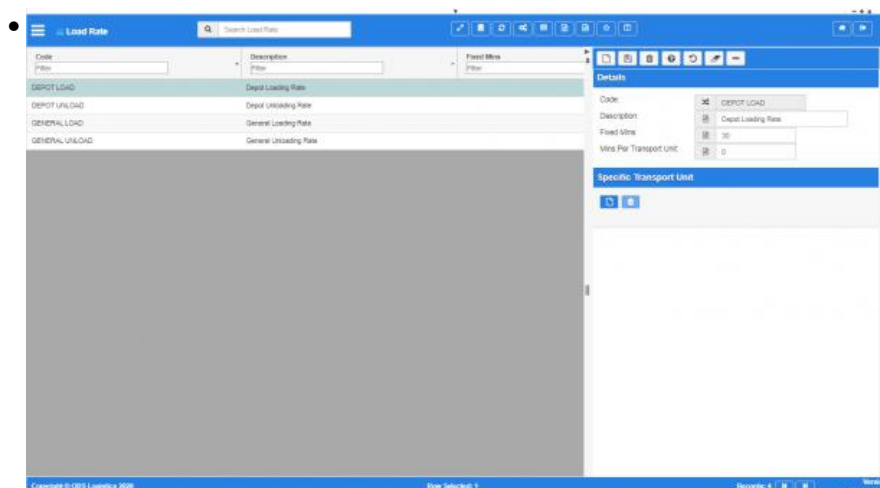 Load Rate
Search Load Rate
Code
Description
Fixed Mins
Filter
Filter
Filter
DEPOT LOAD
Depot Loading Rate
DEPOT UNLOAD
Depot Unloading Rate
GENERAL LOAD
General Loading Rate
GENERAL UNLOAD
General Unloading Rate
Details
Code:
DEPOT LOAD
Description:
Depot Loading Rate
Fixed Mins:
30
Mins Per Transport Unit:
0
Specific Transport Unit
Copyright © ODS Logistics 2020
Row Selected: 1
Records: 4